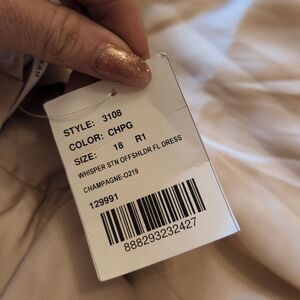 STYLE: 3108
COLOR: CHPG
SIZE: 18 R1
WHISPER STN OFFSHLDR FL DRESS
CHAMPAGNE-0219
129991
888293232427